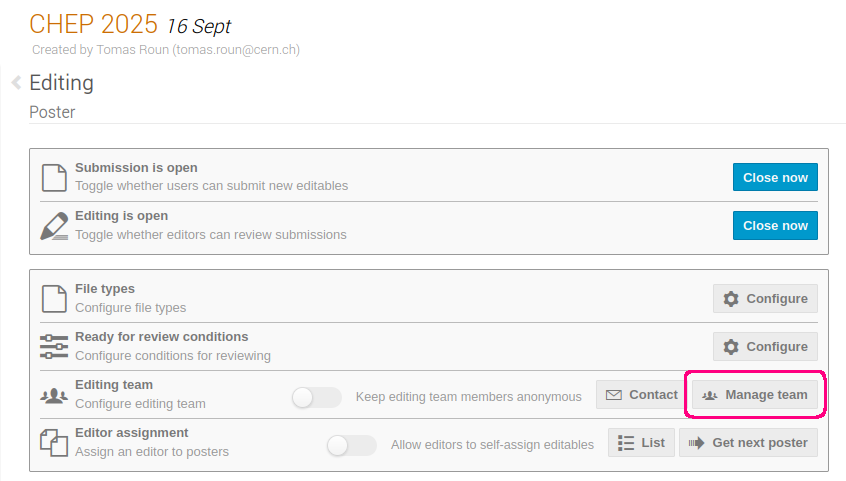 CHEP 2025 16 Sept
Created by Tomas Roun (tomas.roun@cern.ch)
Editing
Poster
Submission is open
Toggle whether users can submit new editables
Close now
Editing is open
Toggle whether editors can review submissions
Close now
File types
Configure file types
Configure
Ready for review conditions
Configure conditions for reviewing
Configure
Editing team
Configure editing team
Keep editing team members anonymous
Contact
Manage team
Editor assignment
Assign an editor to posters
Allow editors to self-assign editables
List
Get next poster